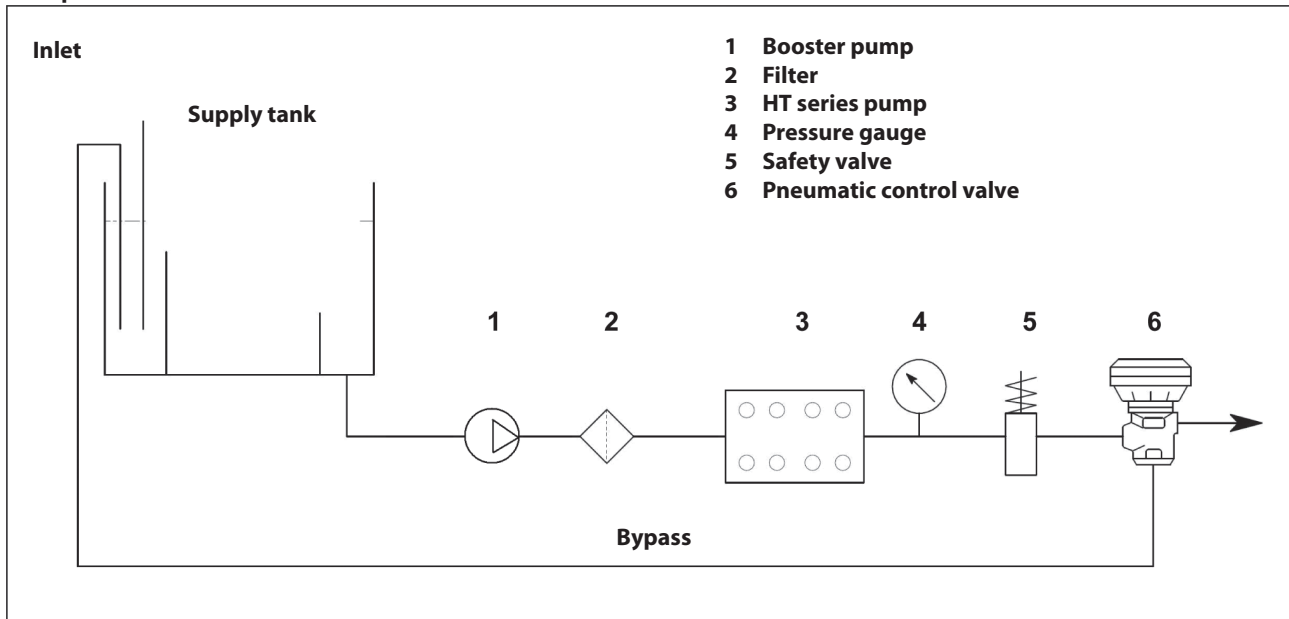 Inlet
1 Booster pump
2 Filter
3 HT series pump
4 Pressure gauge
5 Safety valve
6 Pneumatic control valve
Supply tank
1 2 3 4 5 6
Bypass